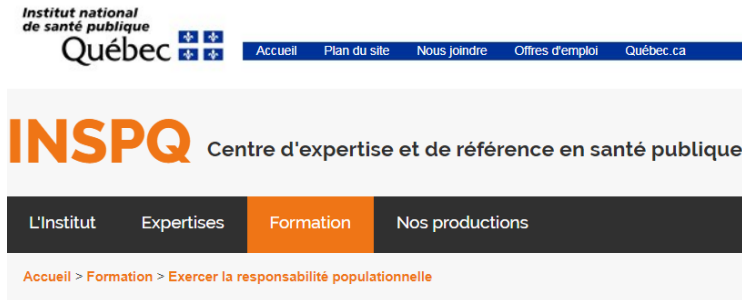 Institut national
de santé publique
Québec
Accueil Plan du site Nous joindre Offres d'emploi Québec.ca
INSPQ Centre d'expertise et de référence en santé publique
L'Institut Expertises Formation Nos productions
Accueil > Formation > Exercer la responsabilité populationnelle